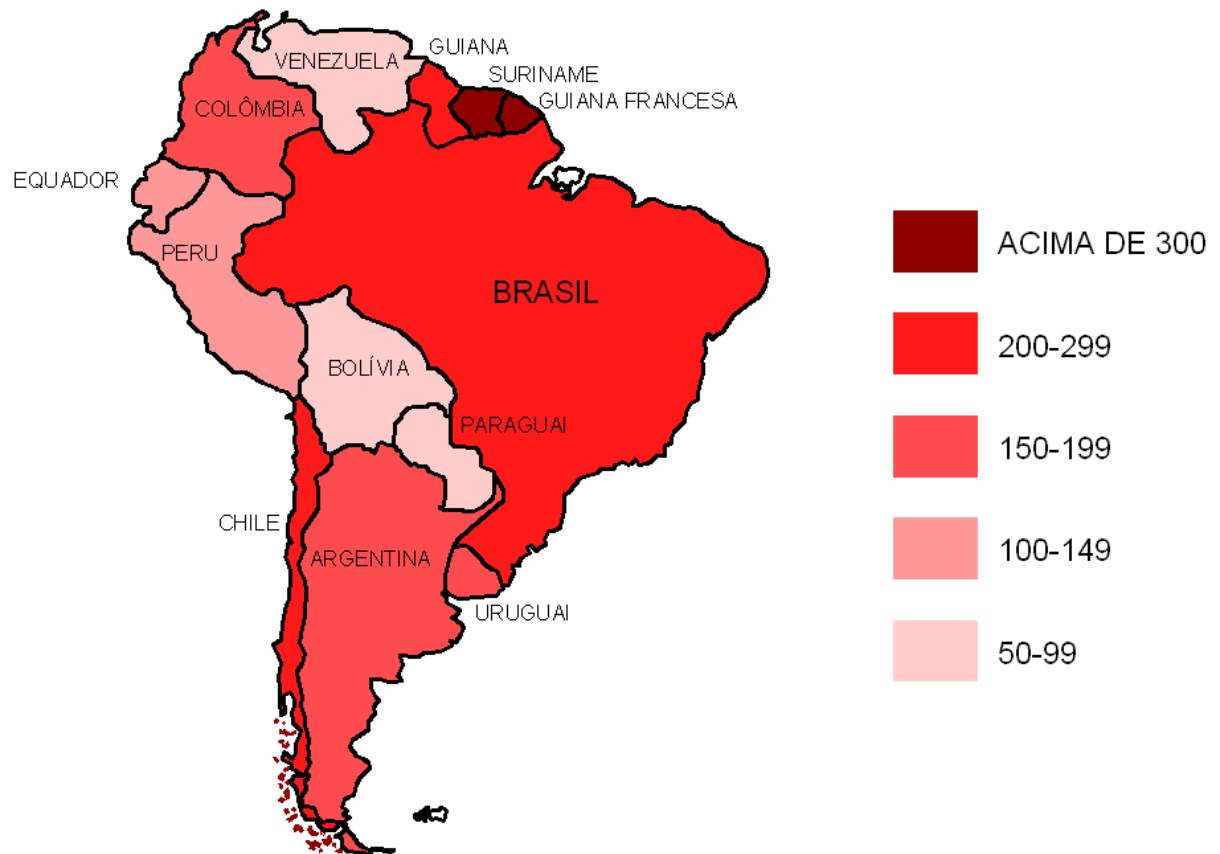 GUIANA
VENEZUELA
SURINAME
GUIANA FRANCESA
COLÔMBIA
EQUADOR
PERU
BRASIL
BOLÍVIA
PARAGUAI
CHILE
ARGENTINA
URUGUAI
ACIMA DE 300
200-299
150-199
100-149
50-99